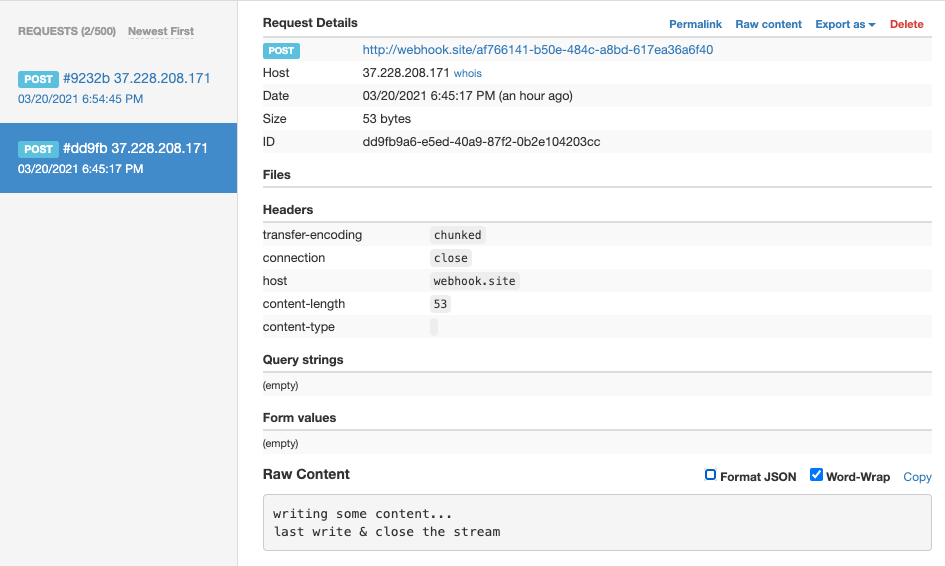 REQUESTS (2/500) Newest First
POST #9232b 37.228.208.171
03/20/2021 6:54:45 PM
POST #dd9fb 37.228.208.171
03/20/2021 6:45:17 PM
Request Details Permalink Raw content Export as Delete
POST http://webhook.site/af766141-b50e-484c-a8bd-617ea36a6f40
Host 37.228.208.171 whois
Date 03/20/2021 6:45:17 PM (an hour ago)
Size 53 bytes
ID dd9fb9a6-e5ed-40a9-87f2-0b2e104203cc
Files
Headers
transfer-encoding chunked
connection close
host webhook.site
content-length 53
content-type
Query strings
(empty)
Form values
(empty)
Raw Content Format JSON Word-Wrap Copy
writing some content...
last write & close the stream